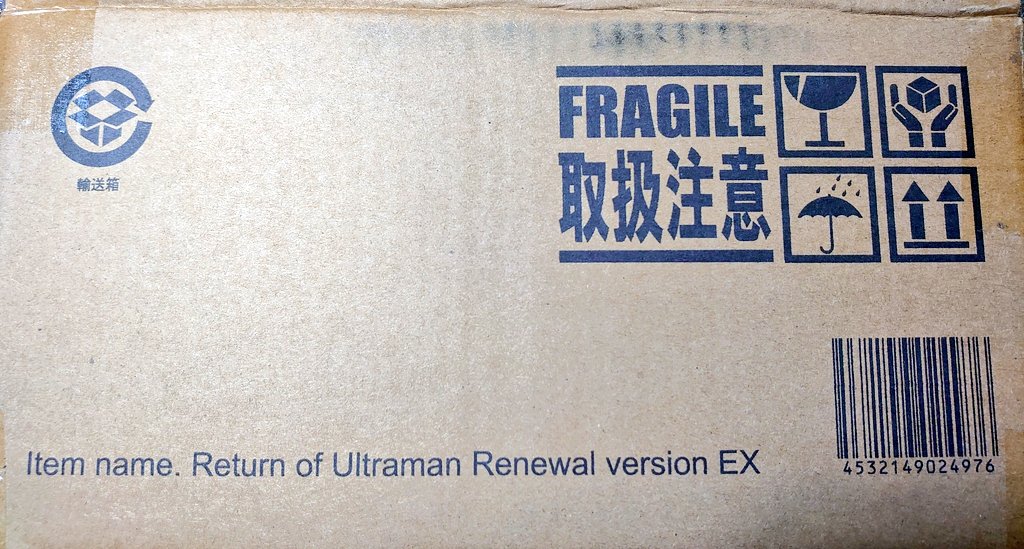 輸送箱
FRAGILE
取扱注意
Item name. Return of Ultraman Renewal version EX
4532149024976